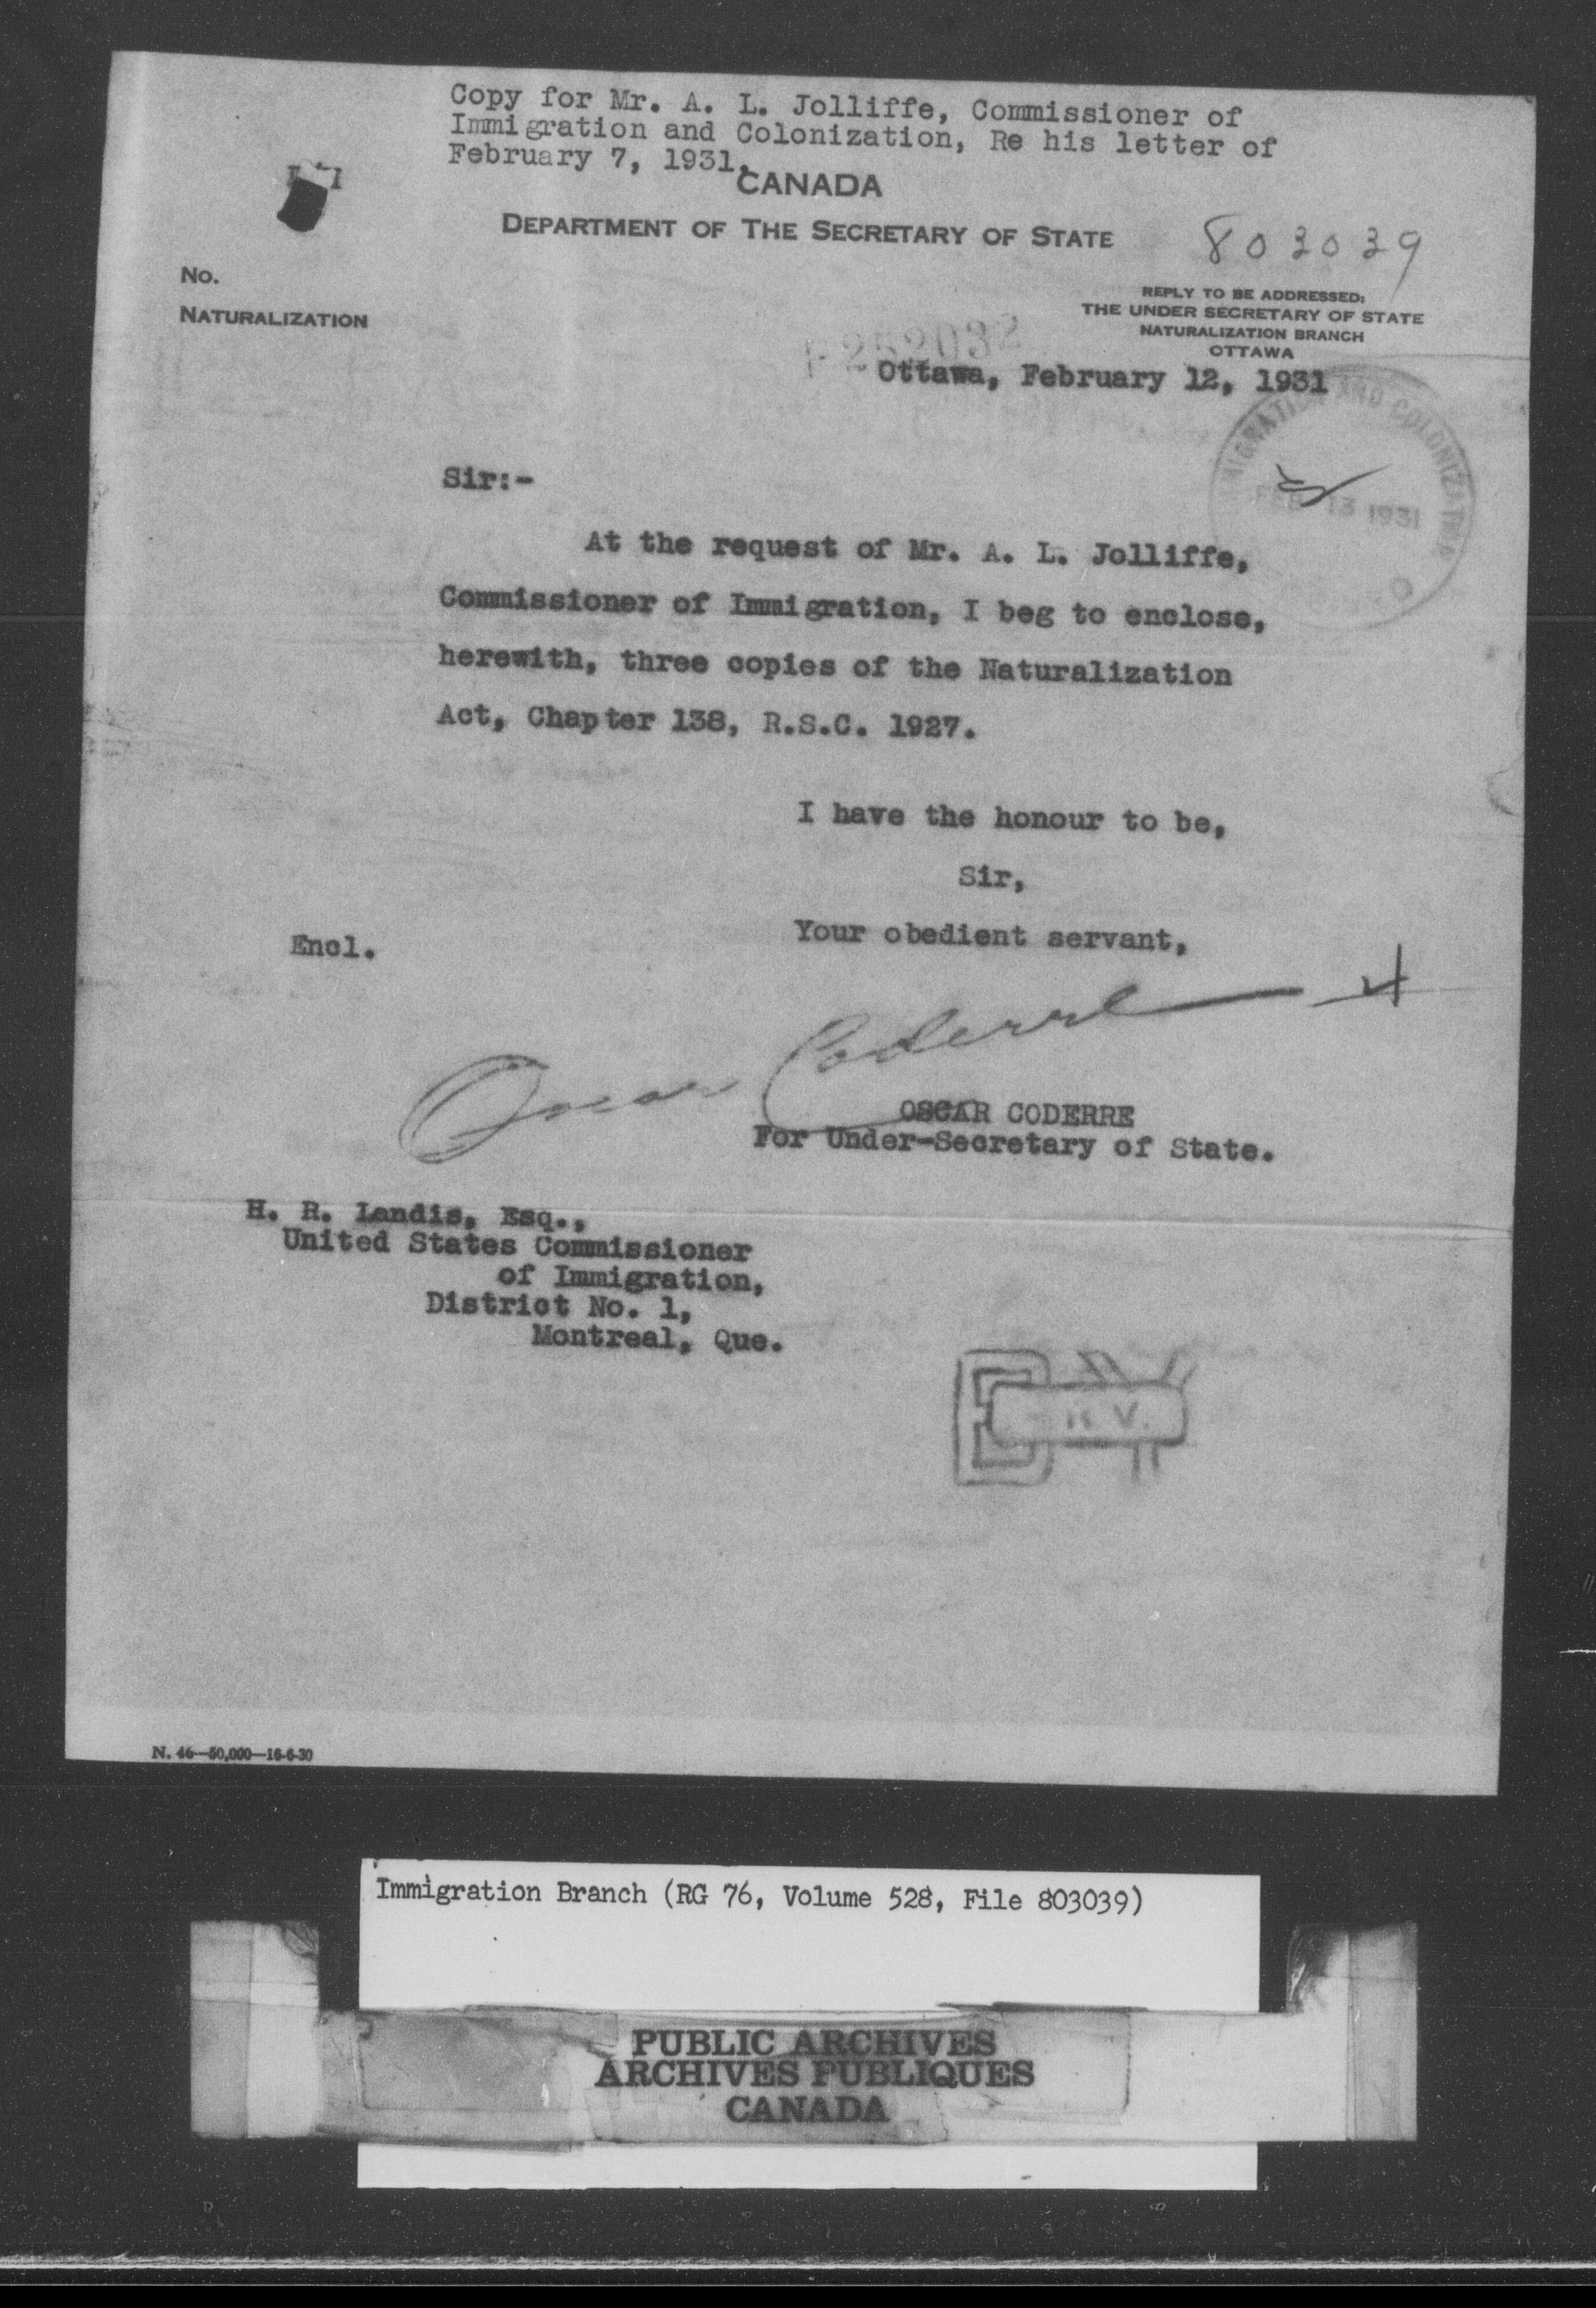 Copy for Mr. A. L. Jolliffe, Commissioner of
Immigration and Colonization, Re his letter of
February 7, 1931.
CANADA
DEPARTMENT OF THE SECRETARY OF STATE
803039
No.
NATURALIZATION
REPLY TO BE ADDRESSED:
THE UNDER SECRETARY OF STATE
NATURALIZATION BRANCH
OTTAWA
252032
Ottawa, February 12, 1931
IMMIGRATION AND COLONIZATION
FEB 13 1931
Sir:-
At the request of Mr. A. L. Jolliffe,
Commissioner of Immigration, I beg to enclose,
herewith, three copies of the Naturalization
Act, Chapter 138, R.S.C. 1927.
I have the honour to be,
Sir,
Your obedient servant,
Encl.
Oscar Coderre
OSCAR CODERRE
For Under-Secretary of State.
H. R. Landis, Esq.,
United States Commissioner
of Immigration,
District No. 1,
Montreal, Que.
N. 46—50,000—16-6-30
Immigration Branch (RG 76, Volume 528, File 803039)
PUBLIC ARCHIVES
ARCHIVES PUBLIQUES
CANADA